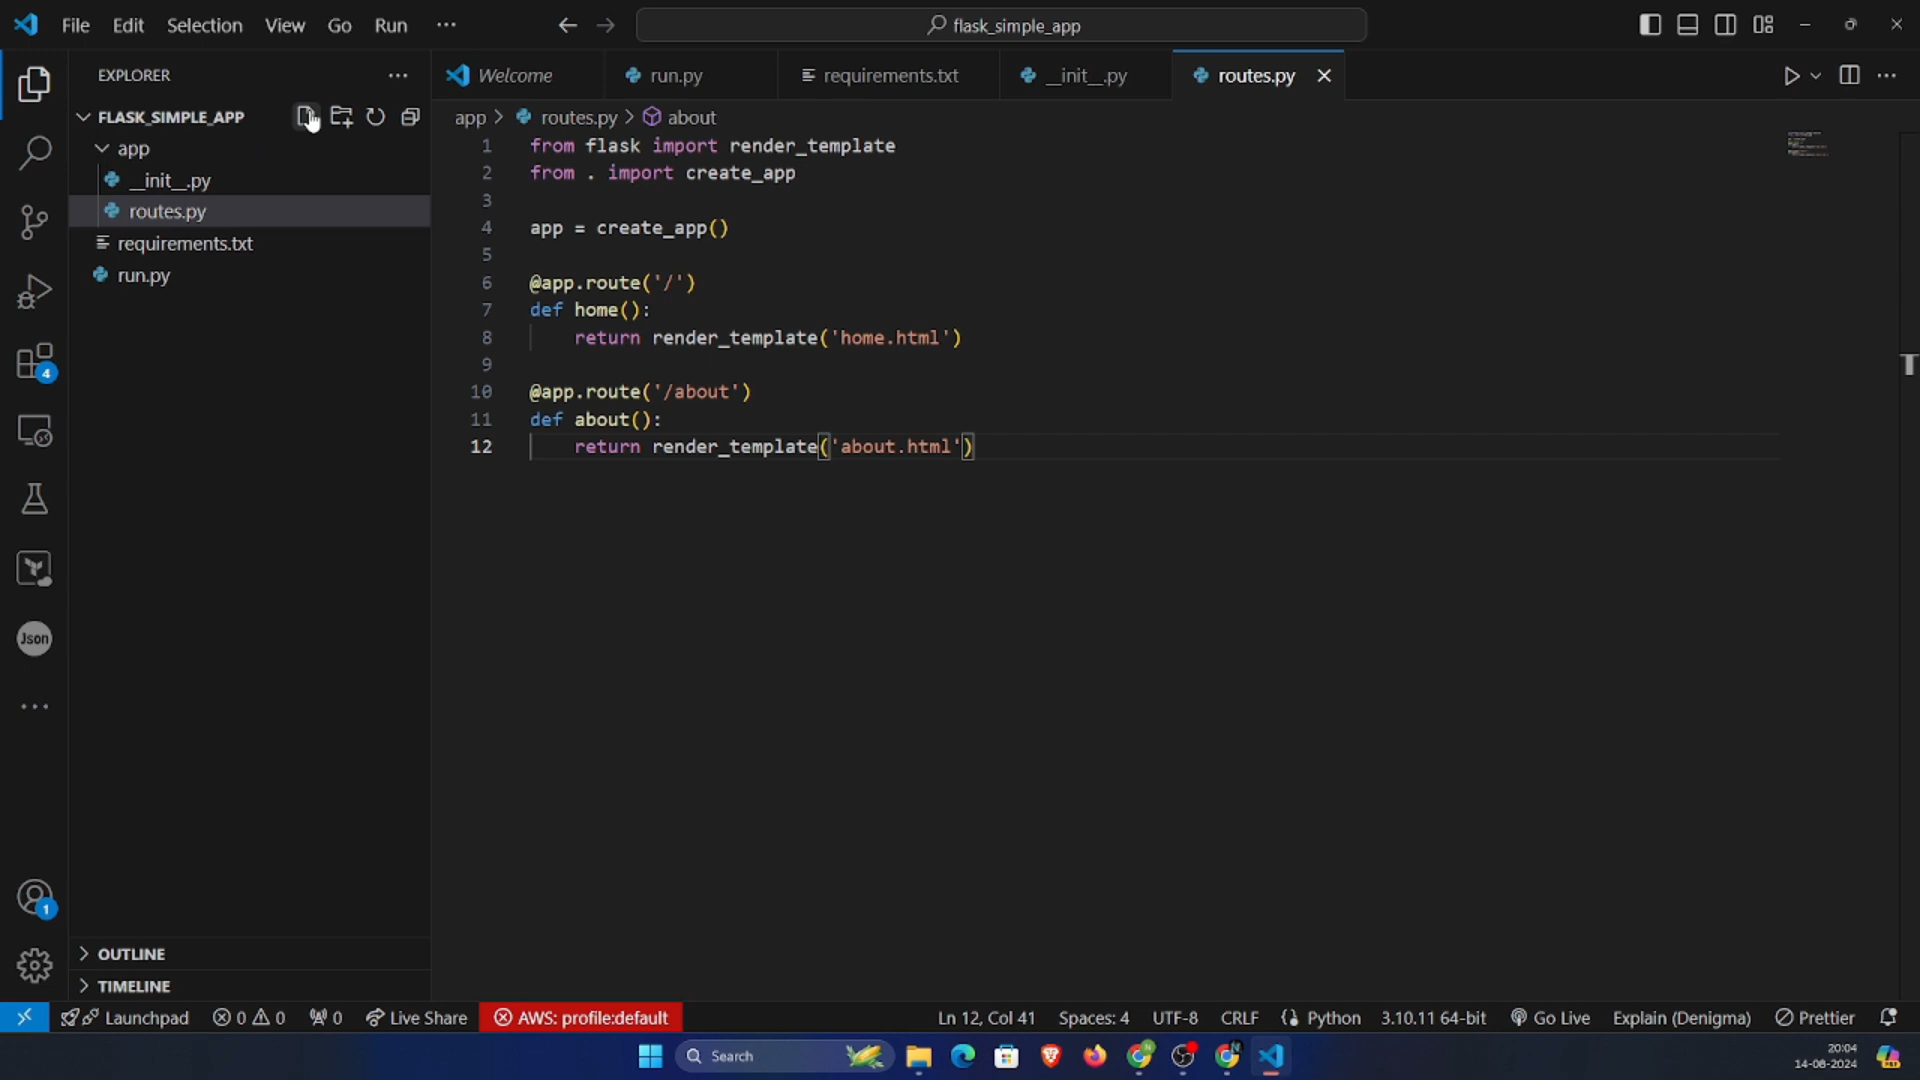 File Edit Selection View Go Run ··· flask_simple_app
EXPLORER
Welcome run.py requirements.txt __init__.py routes.py
FLASK_SIMPLE_APP
app > routes.py > about
app
__init__.py
routes.py
requirements.txt
run.py
1 from flask import render_template
2 from . import create_app
3
4 app = create_app()
5
6 @app.route('/')
7 def home():
8 return render_template('home.html')
9
10 @app.route('/about')
11 def about():
12 return render_template('about.html')
4
Json
1
OUTLINE
TIMELINE
Launchpad 0 0 0 Live Share AWS: profile:default Ln 12, Col 41 Spaces: 4 UTF-8 CRLF Python 3.10.11 64-bit Go Live Explain (Denigma) Prettier
Search
20:04
14-08-2024